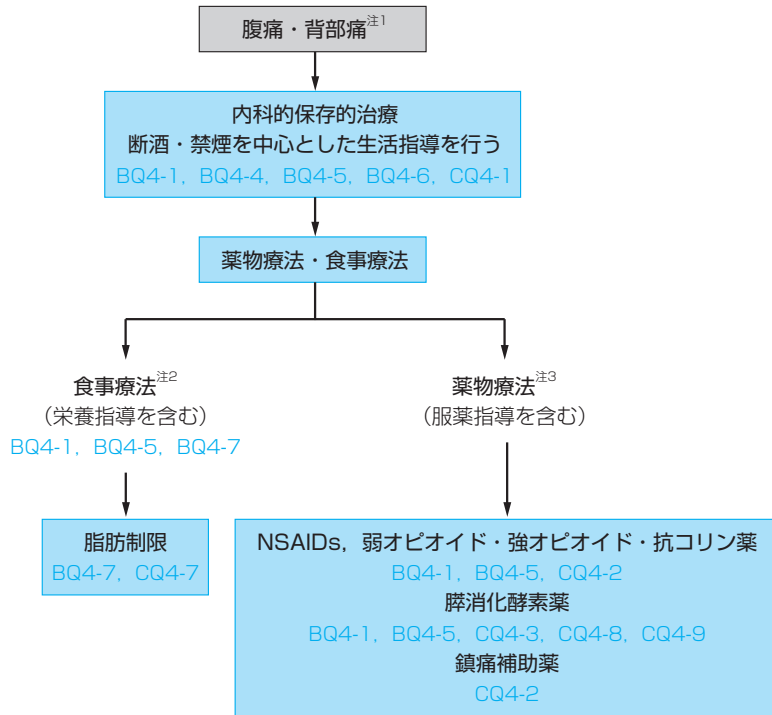 腹痛・背部痛注1
内科的保存的治療
断酒・禁煙を中心とした生活指導を行う
BQ4-1, BQ4-4, BQ4-5, BQ4-6, CQ4-1
薬物療法・食事療法
食事療法注2
（栄養指導を含む）
BQ4-1, BQ4-5, BQ4-7
脂肪制限
BQ4-7, CQ4-7
薬物療法注3
（服薬指導を含む）
NSAIDs, 弱オピオイド・強オピオイド・抗コリン薬
BQ4-1, BQ4-5, CQ4-2
膵消化酵素薬
BQ4-1, BQ4-5, CQ4-3, CQ4-8, CQ4-9
鎮痛補助薬
CQ4-2